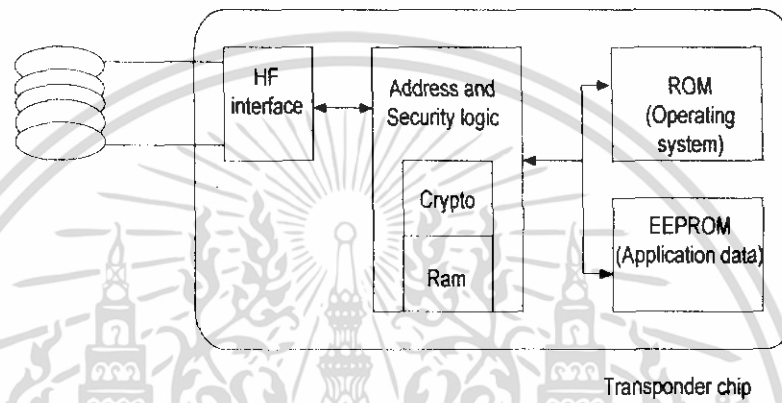 HF
interface
Address and
Security logic
Crypto
Ram
ROM
(Operating
system)
EEPROM
(Application data)
Transponder chip